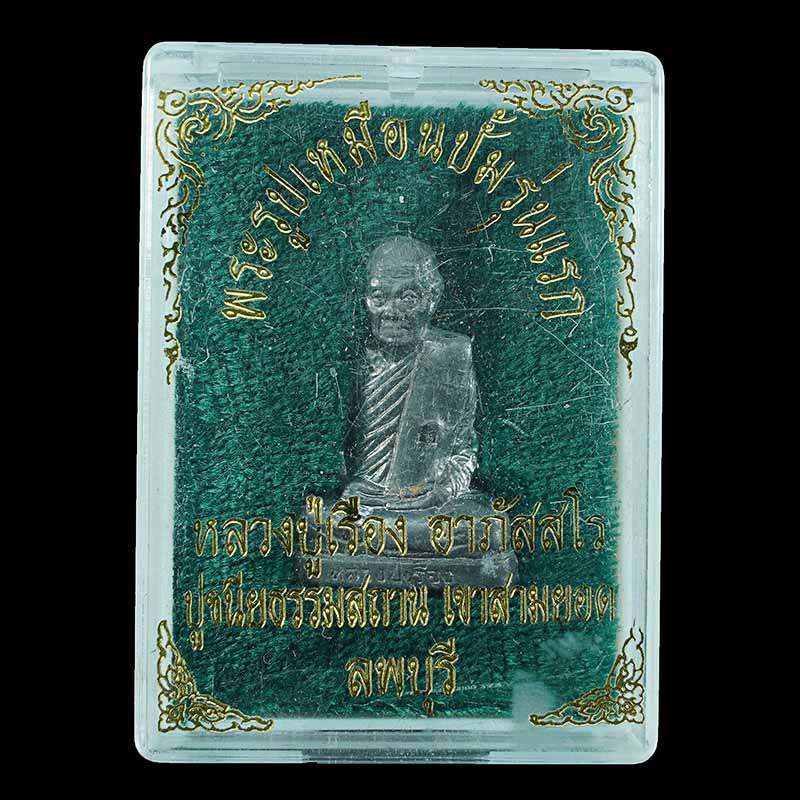 พระรูปเหมือนปั๊มรุ่นแรก
หลวงปู่เรือง อาภัสสโร
หลวงปู่เรือง
ปูชนียธรรมสถาน เขาสามยอด
ลพบุรี